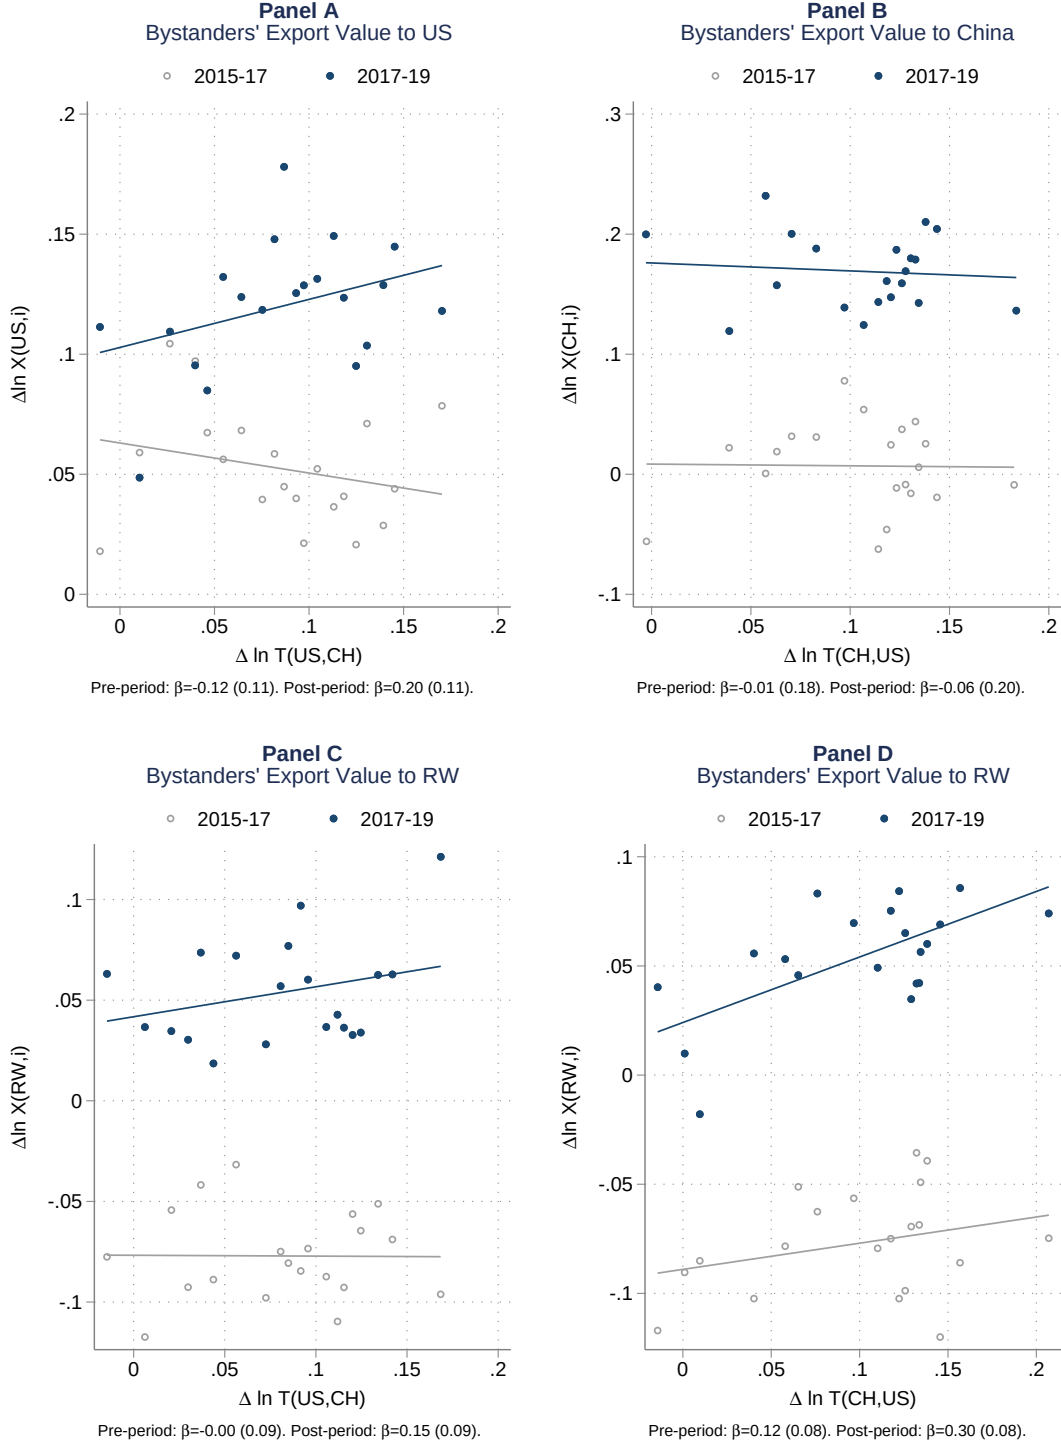 Panel A
Bystanders' Export Value to US
2015-17 2017-19
.2
.15
.1
.05
0
Δln X(US,i)
0 .05 .1 .15 .2
Δ ln T(US,CH)
Pre-period: β=-0.12 (0.11). Post-period: β=0.20 (0.11).
Panel B
Bystanders' Export Value to China
2015-17 2017-19
.3
.2
.1
0
-.1
Δln X(CH,i)
0 .05 .1 .15 .2
Δ ln T(CH,US)
Pre-period: β=-0.01 (0.18). Post-period: β=-0.06 (0.20).
Panel C
Bystanders' Export Value to RW
2015-17 2017-19
.1
.05
0
-.05
-.1
Δln X(RW,i)
0 .05 .1 .15 .2
Δ ln T(US,CH)
Pre-period: β=-0.00 (0.09). Post-period: β=0.15 (0.09).
Panel D
Bystanders' Export Value to RW
2015-17 2017-19
.1
.05
0
-.05
-.1
Δln X(RW,i)
0 .05 .1 .15 .2
Δ ln T(CH,US)
Pre-period: β=0.12 (0.08). Post-period: β=0.30 (0.08).